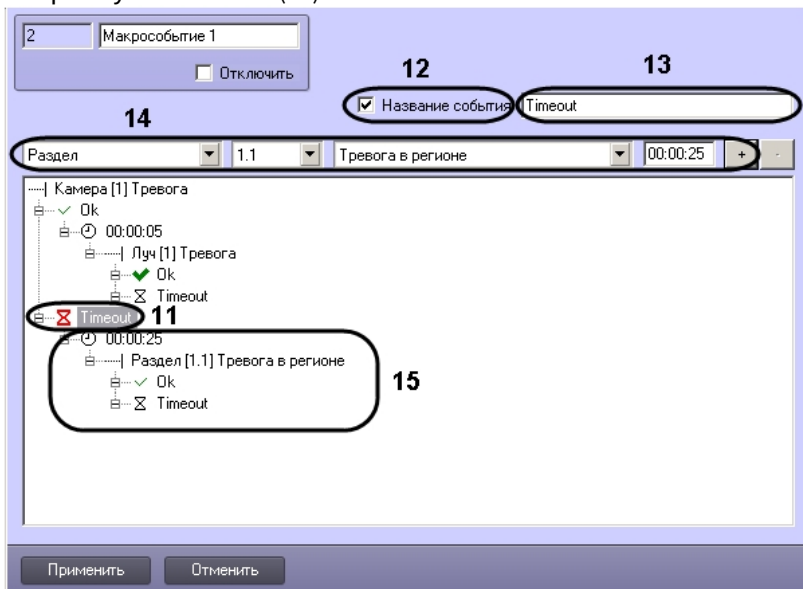 2 Макрособытие 1
Отключить
12 13
Название события Timeout
14
Раздел 1.1 Тревога в регионе 00:00:25 + -
Камера [1] Тревога
Ok
00:00:05
Луч [1] Тревога
Ok
Timeout
Timeout 11
00:00:25
Раздел [1.1] Тревога в регионе
Ok 15
Timeout
Применить Отменить